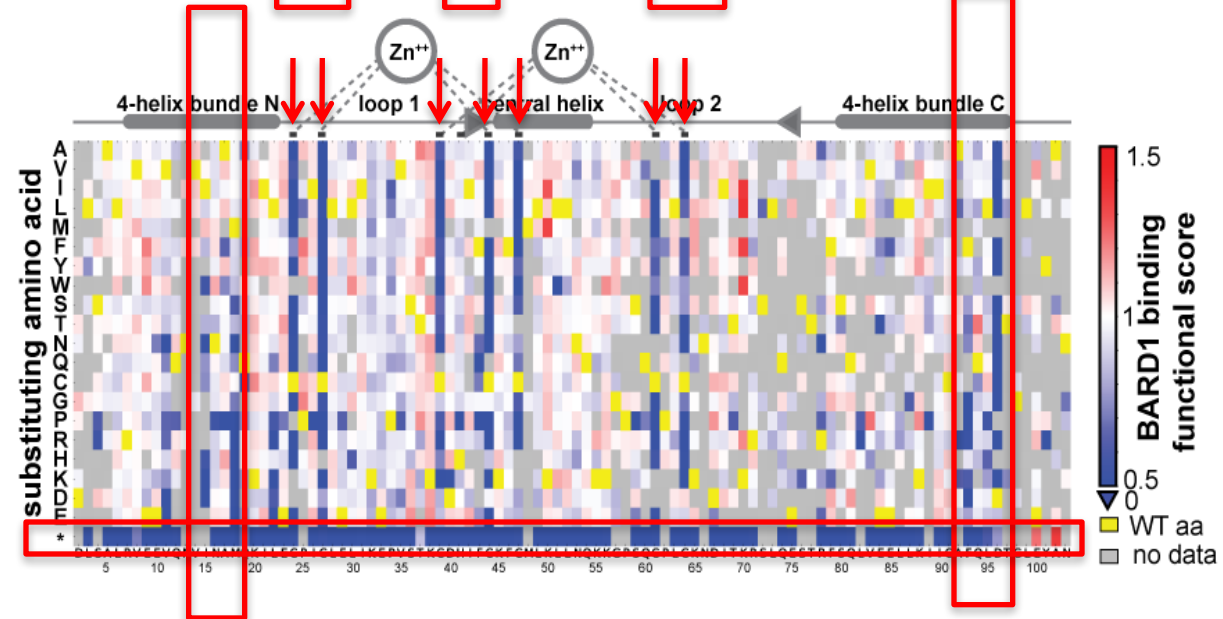 Zn++
Zn++
4-helix bundle N
loop 1
central helix
loop 2
4-helix bundle C
substituting amino acid
A
V
I
L
M
F
Y
W
S
T
N
Q
C
G
P
R
H
K
D
E
*
5 10 15 20 25 30 35 40 45 50 55 60 65 70 75 80 85 90 95 100
1.5
1
0.5
0
BARD1 binding
functional score
WT aa
no data